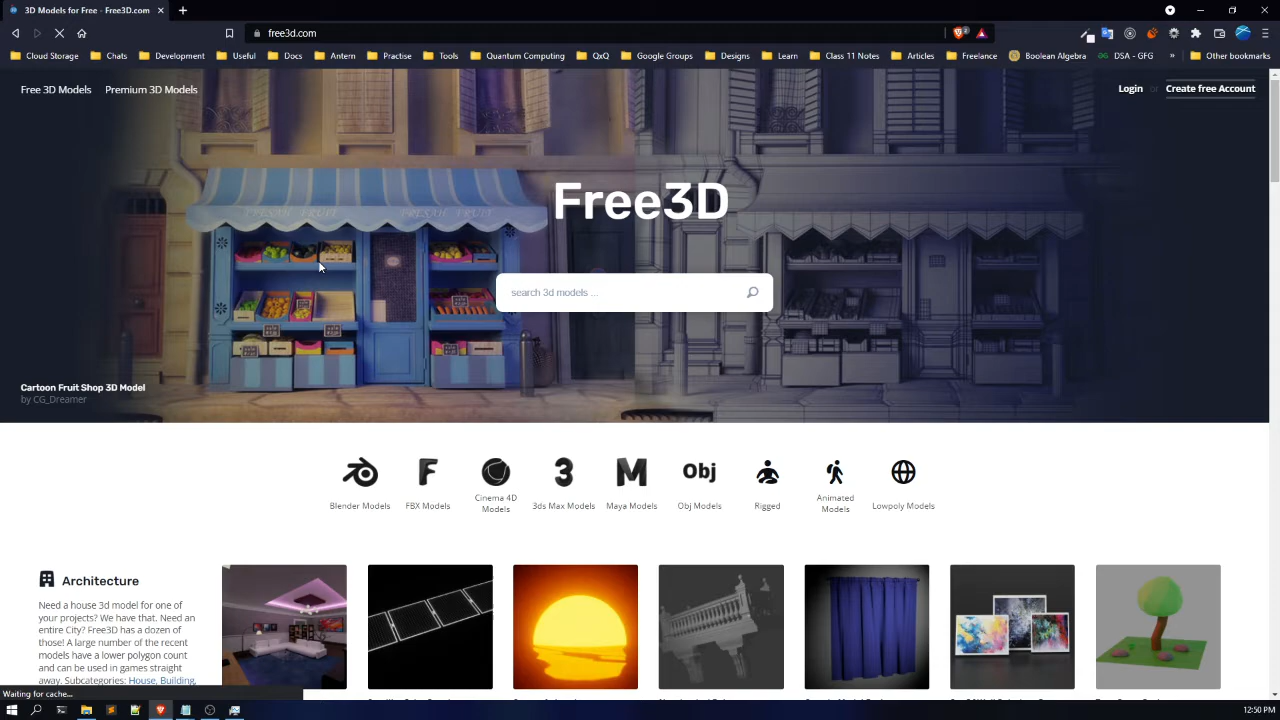 3D Models for Free - Free3D.com
free3d.com
2
Cloud Storage Chats Development Useful Docs Antern Practise Tools Quantum Computing QxQ Google Groups Designs Learn Class 11 Notes Articles Freelance Boolean Algebra DSA - GFG » Other bookmarks
Free 3D Models Premium 3D Models Login or Create free Account
Free3D
search 3d models ...
Cartoon Fruit Shop 3D Model
by CG_Dreamer
Obj
Blender Models FBX Models Cinema 4D Models 3ds Max Models Maya Models Obj Models Rigged Animated Models Lowpoly Models
Architecture
Need a house 3d model for one of
your projects? We have that. Need an
entire City? Free3D has a dozen of
those! A large number of the recent
models have a lower polygon count
and can be used in games straight
away. Subcategories: House, Building,
Waiting for cache...
12:50 PM